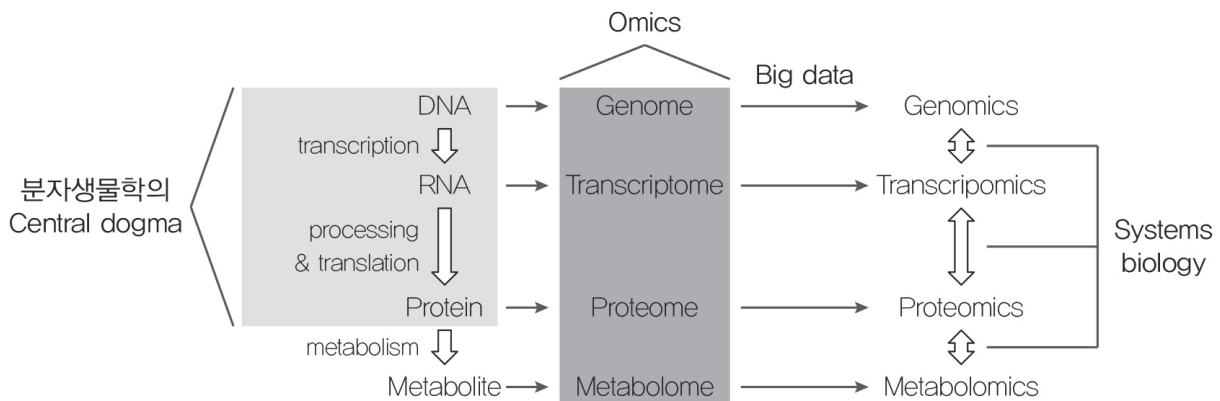 Omics
Big data
DNA
Genome
Genomics
transcription
분자생물학의
Central dogma
RNA
Transcriptome
Transcripomics
processing
& translation
Systems
biology
Protein
Proteome
Proteomics
metabolism
Metabolite
Metabolome
Metabolomics